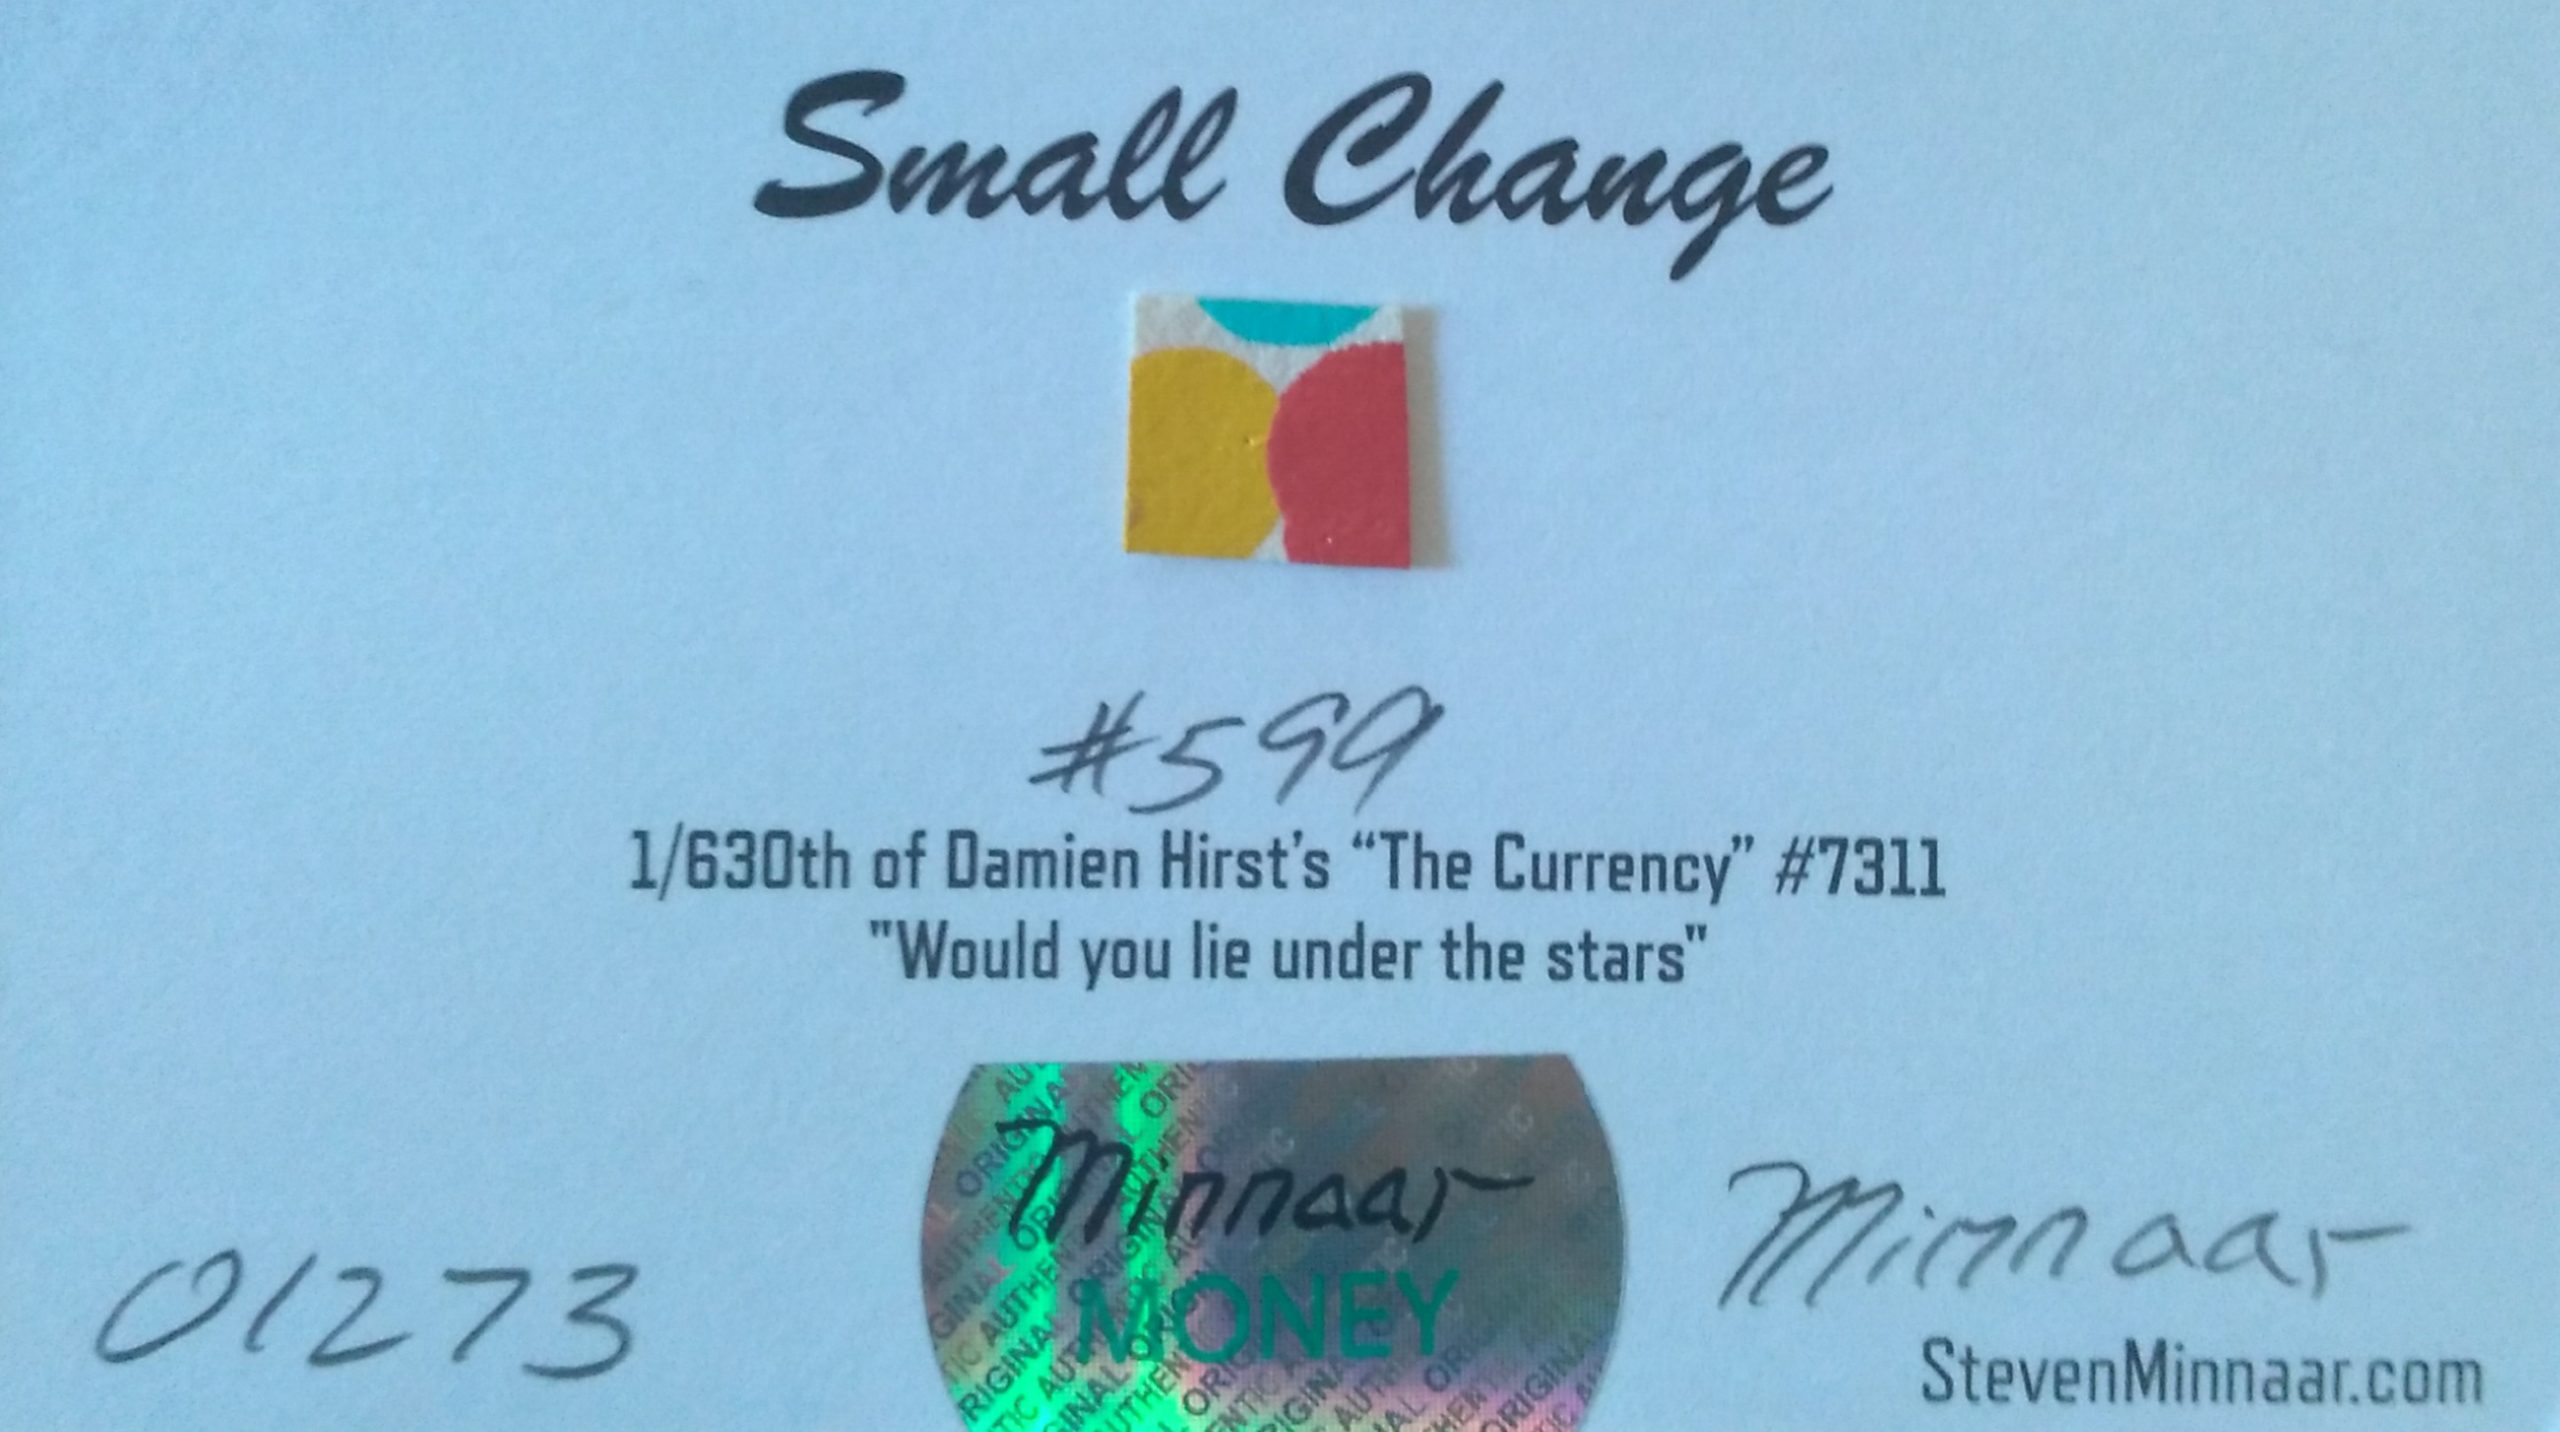 Small Change
#599
1/630th of Damien Hirst's “The Currency” #7311
"Would you lie under the stars"
Minnaar
MONEY
01273
Minnaar
StevenMinnaar.com